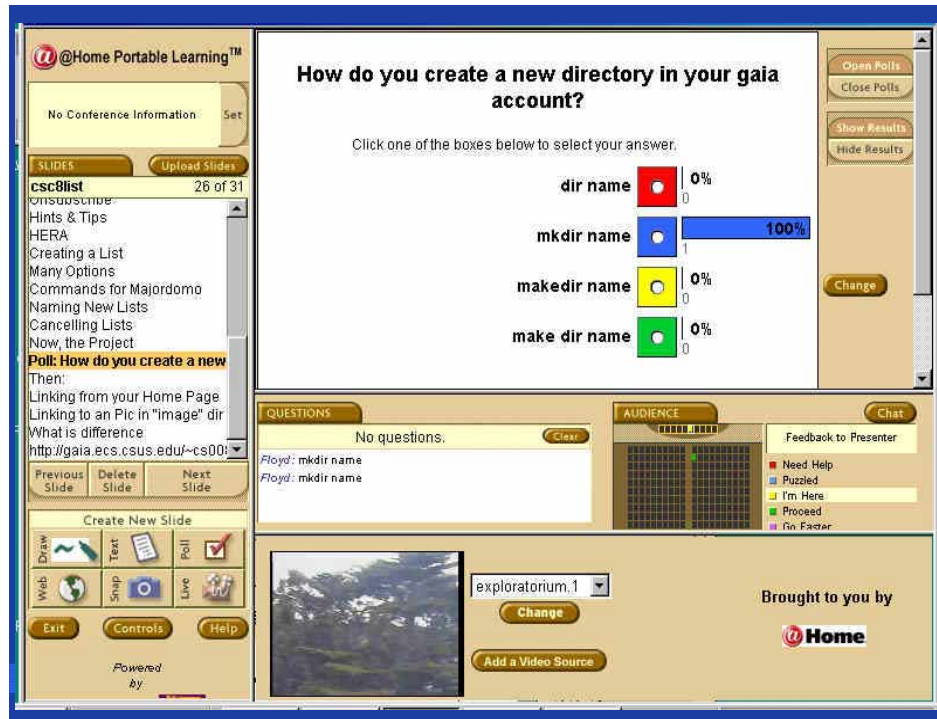 @Home Portable Learning™
No Conference Information
Set
SLIDES
Upload Slides
csc8list 26 of 31
Unsubscribe
Hints & Tips
HERA
Creating a List
Many Options
Commands for Majordomo
Naming New Lists
Cancelling Lists
Now, the Project
Poll: How do you create a new
Then:
Linking from your Home Page
Linking to an Pic in "image" dir
What is difference
http://gaia.ecs.csus.edu/~cs00
Previous Slide
Delete Slide
Next Slide
Create New Slide
Draw
Text
Poll
Web
Snap
Live
Exit
Controls
Help
Powered
by
How do you create a new directory in your gaia
account?
Click one of the boxes below to select your answer.
dir name 0%
0
mkdir name 100%
1
makedir name 0%
0
make dir name 0%
0
Open Polls
Close Polls
Show Results
Hide Results
Change
QUESTIONS
No questions.
Clear
Floyd: mkdir name
Floyd: mkdir name
AUDIENCE
Chat
Feedback to Presenter
Need Help
Puzzled
I'm Here
Proceed
Go Faster
exploratorium,1
Change
Add a Video Source
Brought to you by
@Home